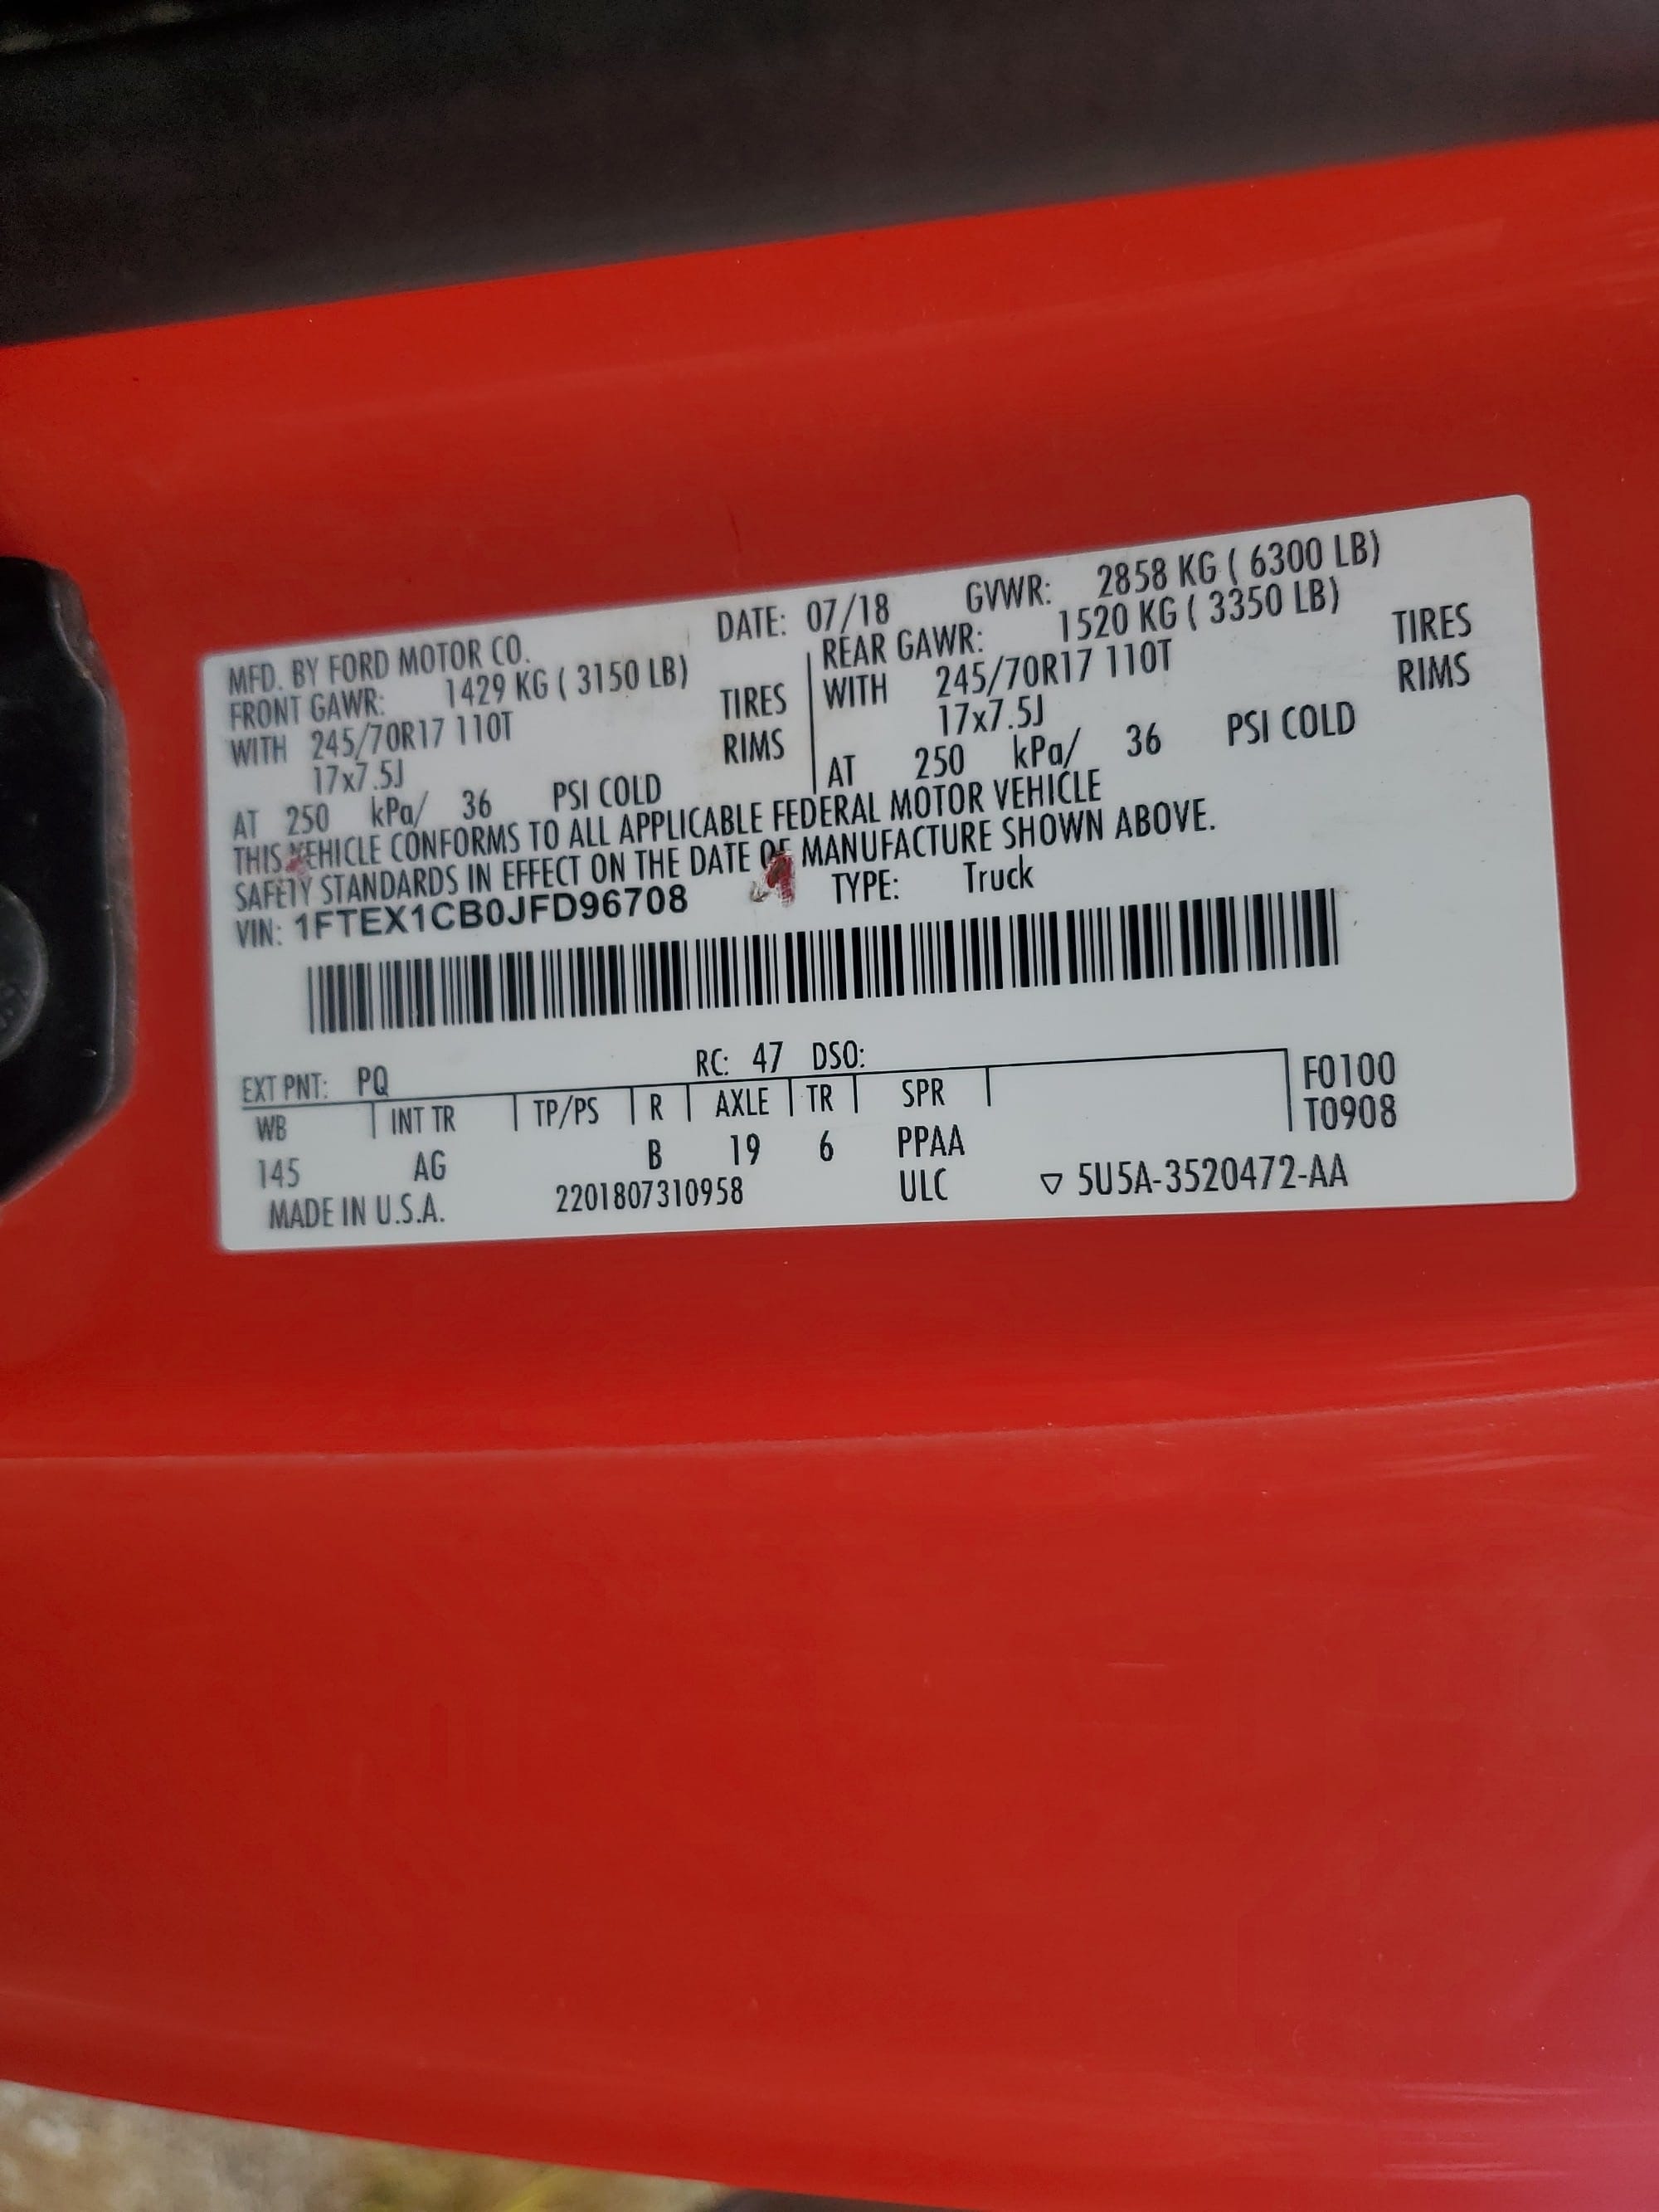 MFD. BY FORD MOTOR CO. DATE: 07/18 GVWR: 2858 KG ( 6300 LB)
FRONT GAWR: 1429 KG ( 3150 LB) REAR GAWR: 1520 KG ( 3350 LB)
WITH 245/70R17 110T TIRES WITH 245/70R17 110T TIRES
17x7.5J RIMS 17x7.5J RIMS
AT 250 kPa/ 36 PSI COLD AT 250 kPa/ 36 PSI COLD
THIS VEHICLE CONFORMS TO ALL APPLICABLE FEDERAL MOTOR VEHICLE
SAFETY STANDARDS IN EFFECT ON THE DATE OF MANUFACTURE SHOWN ABOVE.
VIN: 1FTEX1CB0JFD96708 TYPE: Truck
EXT PNT: PQ RC: 47 DSO:
WB INT TR TP/PS R AXLE TR SPR F0100
T0908
145 AG B 19 6 PPAA
MADE IN U.S.A. 2201807310958 ULC ▽ 5U5A-3520472-AA